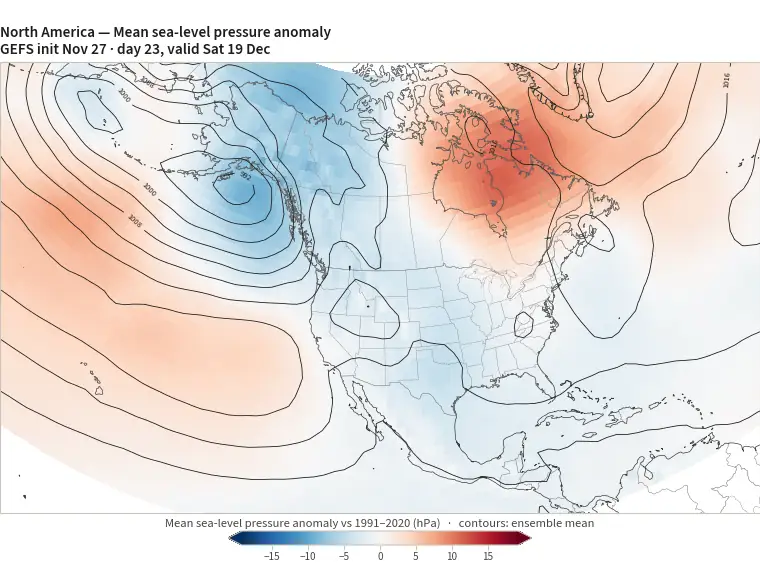 North America — Mean sea-level pressure anomaly
GEFS init Nov 27 · day 23, valid Sat 19 Dec
1000
1016
992
1000
1008
Mean sea-level pressure anomaly vs 1991–2020 (hPa) · contours: ensemble mean
−15 −10 −5 0 5 10 15